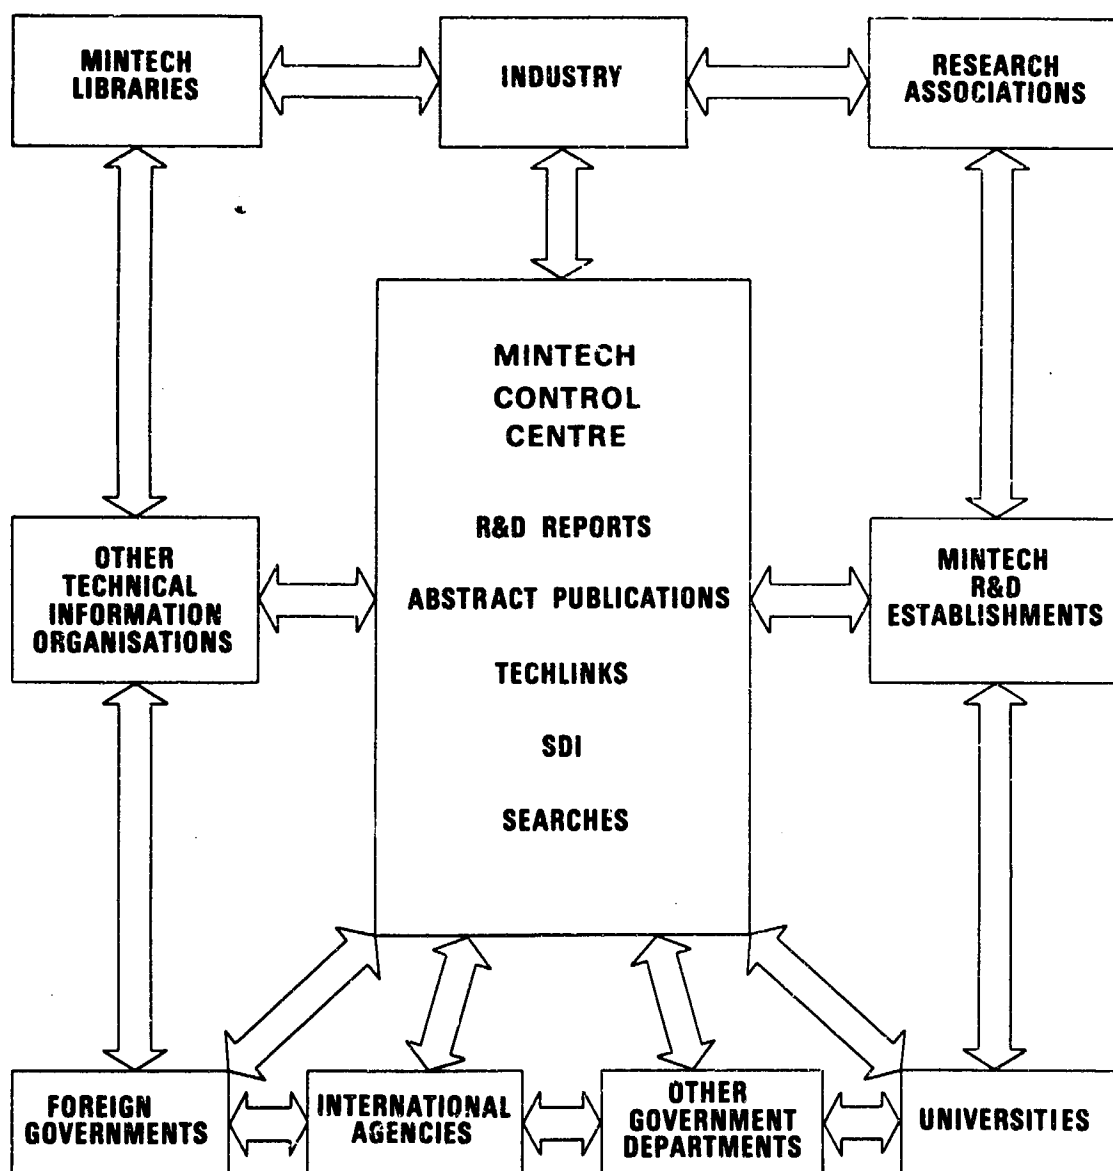 MINTECH
LIBRARIES
INDUSTRY
RESEARCH
ASSOCIATIONS
MINTECH
CONTROL
CENTRE
R&D REPORTS
ABSTRACT PUBLICATIONS
TECHLINKS
SDI
SEARCHES
OTHER
TECHNICAL
INFORMATION
ORGANISATIONS
MINTECH
R&D
ESTABLISHMENTS
FOREIGN
GOVERNMENTS
INTERNATIONAL
AGENCIES
OTHER
GOVERNMENT
DEPARTMENTS
UNIVERSITIES